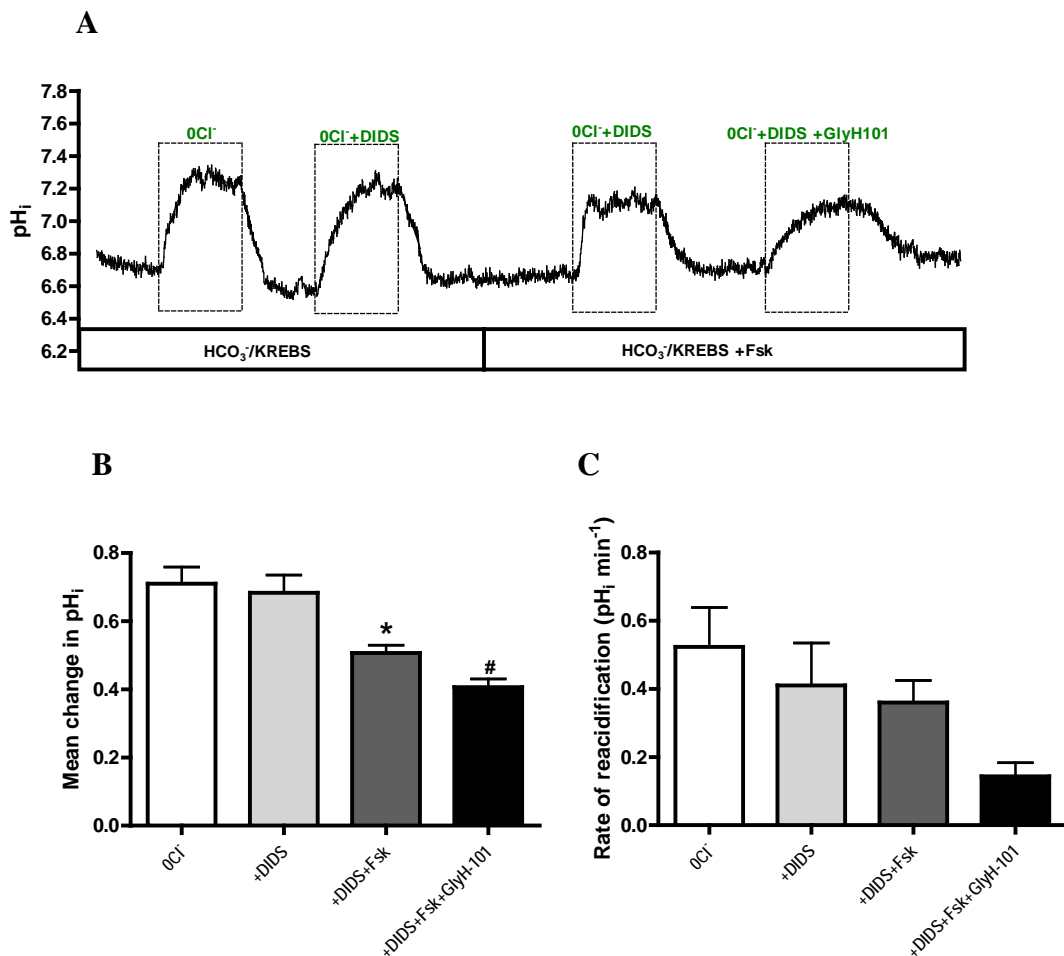 A
7.8
7.6
7.4
7.2
7.0
6.8
6.6
6.4
6.2
pHᵢ
0Cl⁻
0Cl⁻+DIDS
0Cl⁻+DIDS
0Cl⁻+DIDS +GlyH101
HCO₃⁻/KREBS
HCO₃⁻/KREBS +Fsk
B
Mean change in pHᵢ
0.8
0.6
0.4
0.2
0.0
*
#
0Cl⁻
+DIDS
+DIDS+Fsk
+DIDS+Fsk+GlyH-101
C
Rate of reacidification (pHᵢ min⁻¹)
0.8
0.6
0.4
0.2
0.0
0Cl⁻
+DIDS
+DIDS+Fsk
+DIDS+Fsk+GlyH-101